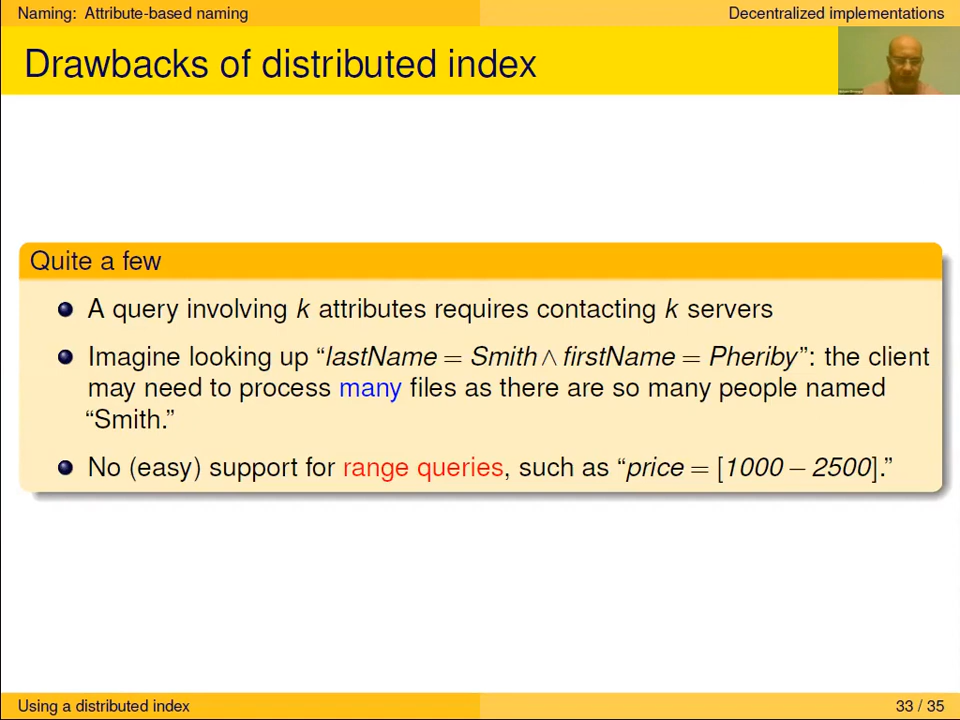 Naming: Attribute-based naming
Decentralized implementations
Drawbacks of distributed index
Quite a few
A query involving k attributes requires contacting k servers
Imagine looking up “lastName = Smith ∧ firstName = Pheriby”: the client
may need to process many files as there are so many people named
“Smith.”
No (easy) support for range queries, such as “price = [1000 – 2500].”
Using a distributed index
33 / 35